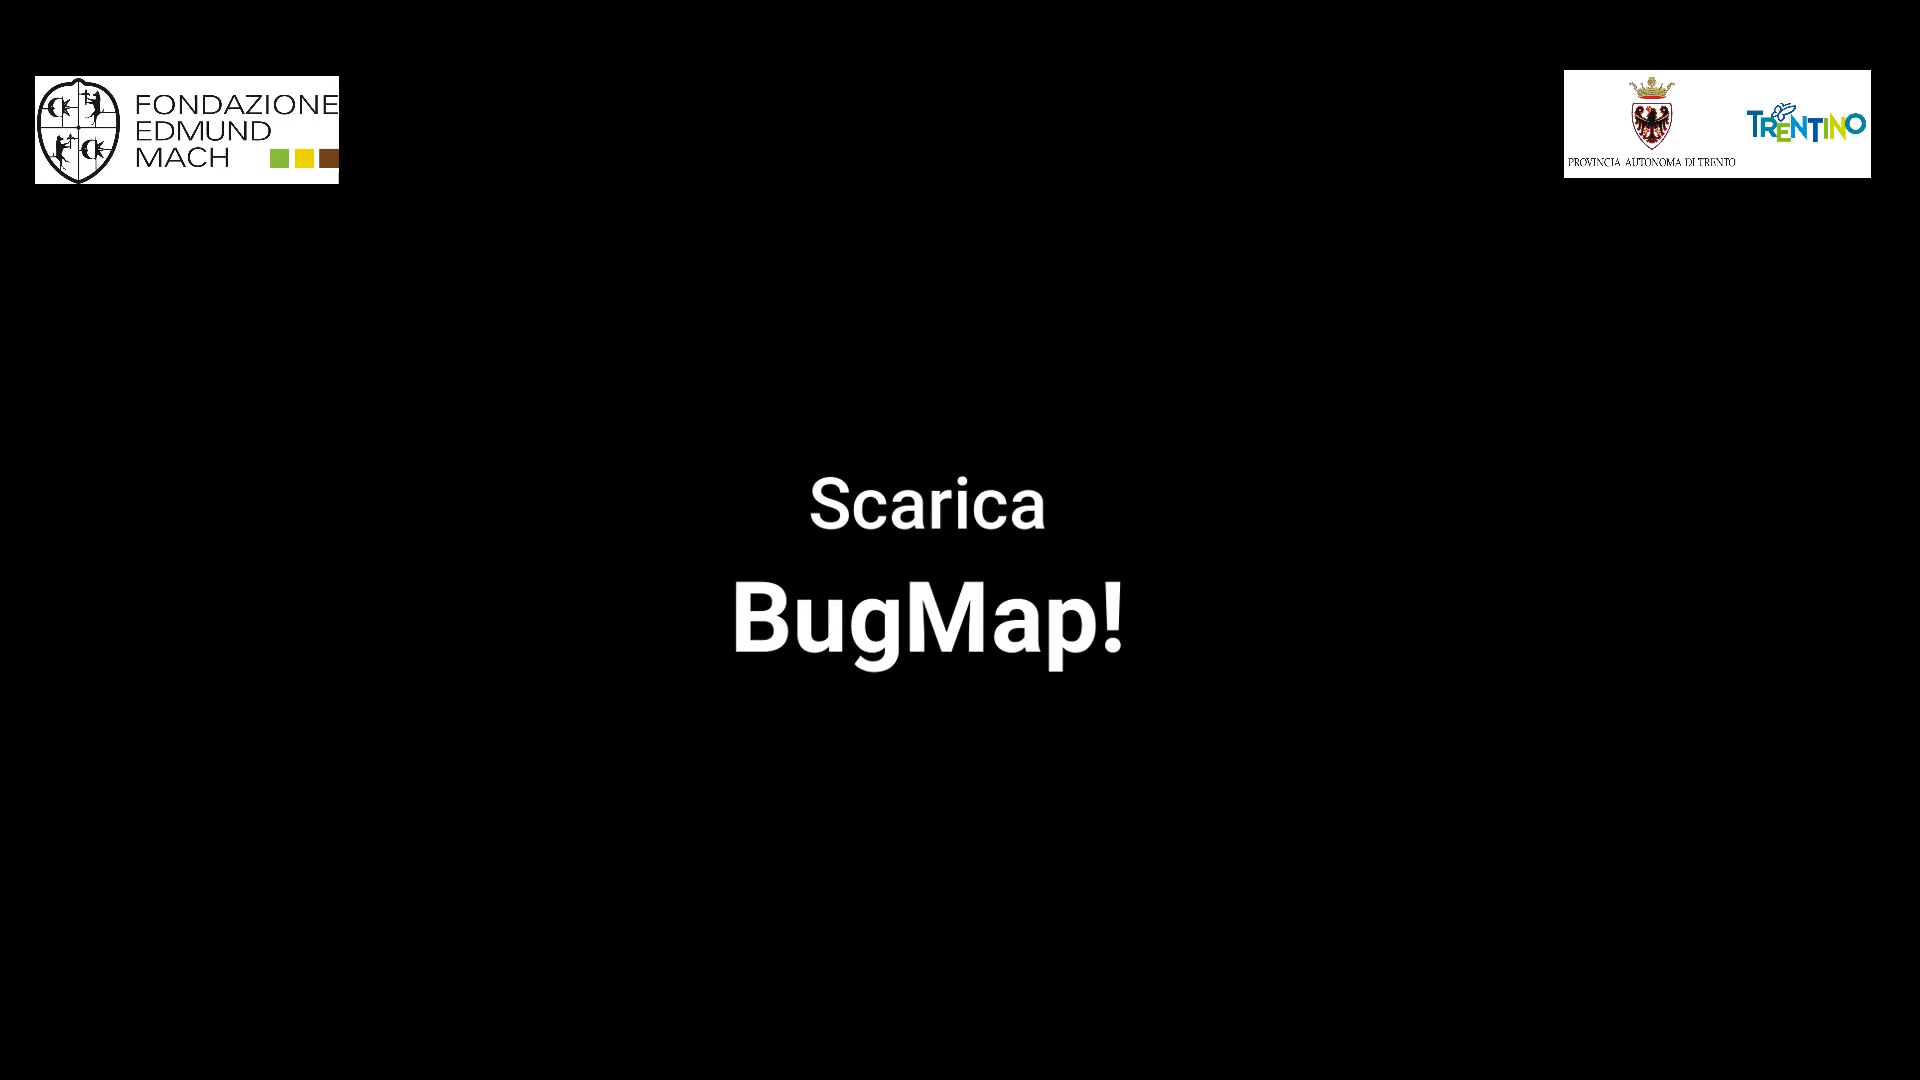 FONDAZIONE
EDMUND
MACH
PROVINCIA AUTONOMA DI TRENTO
TRENTINO
Scarica
BugMap!